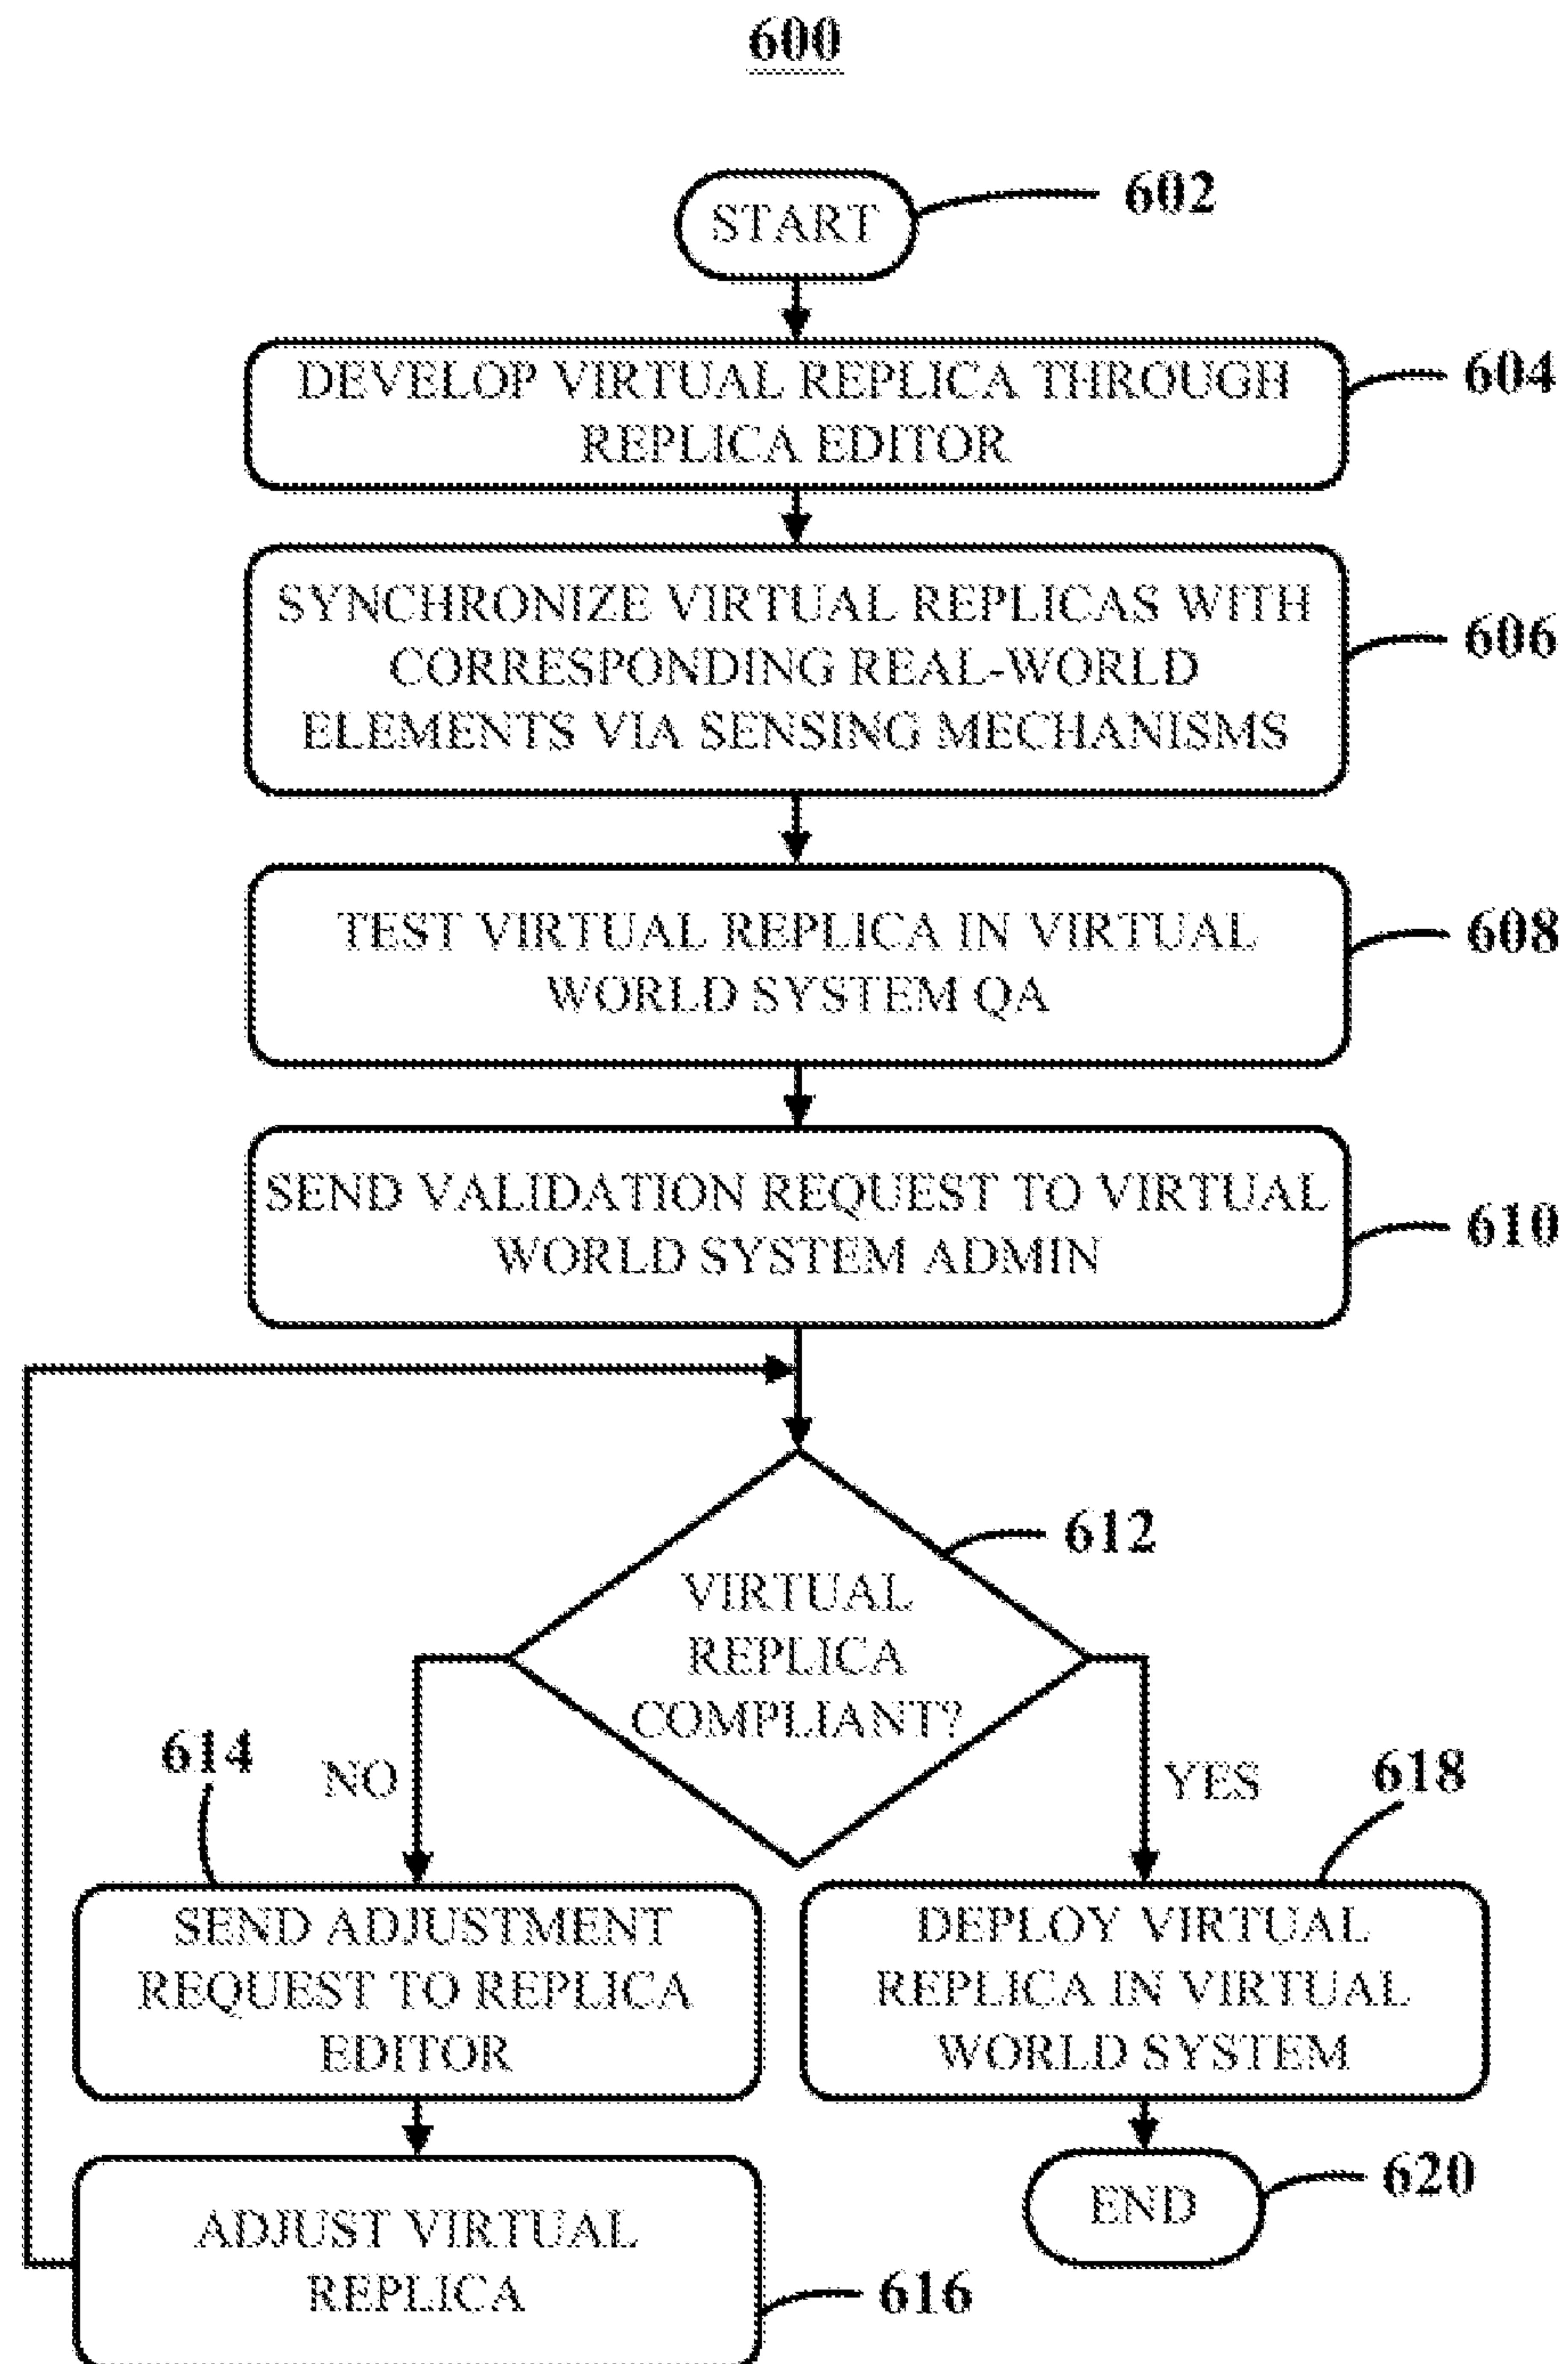 600
START
602
DEVELOP VIRTUAL REPLICA THROUGH
REPLICA EDITOR
604
SYNCHRONIZE VIRTUAL REPLICAS WITH
CORRESPONDING REAL-WORLD
ELEMENTS VIA SENSING MECHANISMS
606
TEST VIRTUAL REPLICA IN VIRTUAL
WORLD SYSTEM QA
608
SEND VALIDATION REQUEST TO VIRTUAL
WORLD SYSTEM ADMIN
610
612
VIRTUAL
REPLICA
COMPLIANT?
614
NO
YES
618
SEND ADJUSTMENT
REQUEST TO REPLICA
EDITOR
DEPLOY VIRTUAL
REPLICA IN VIRTUAL
WORLD SYSTEM
ADJUST VIRTUAL
REPLICA
616
END
620